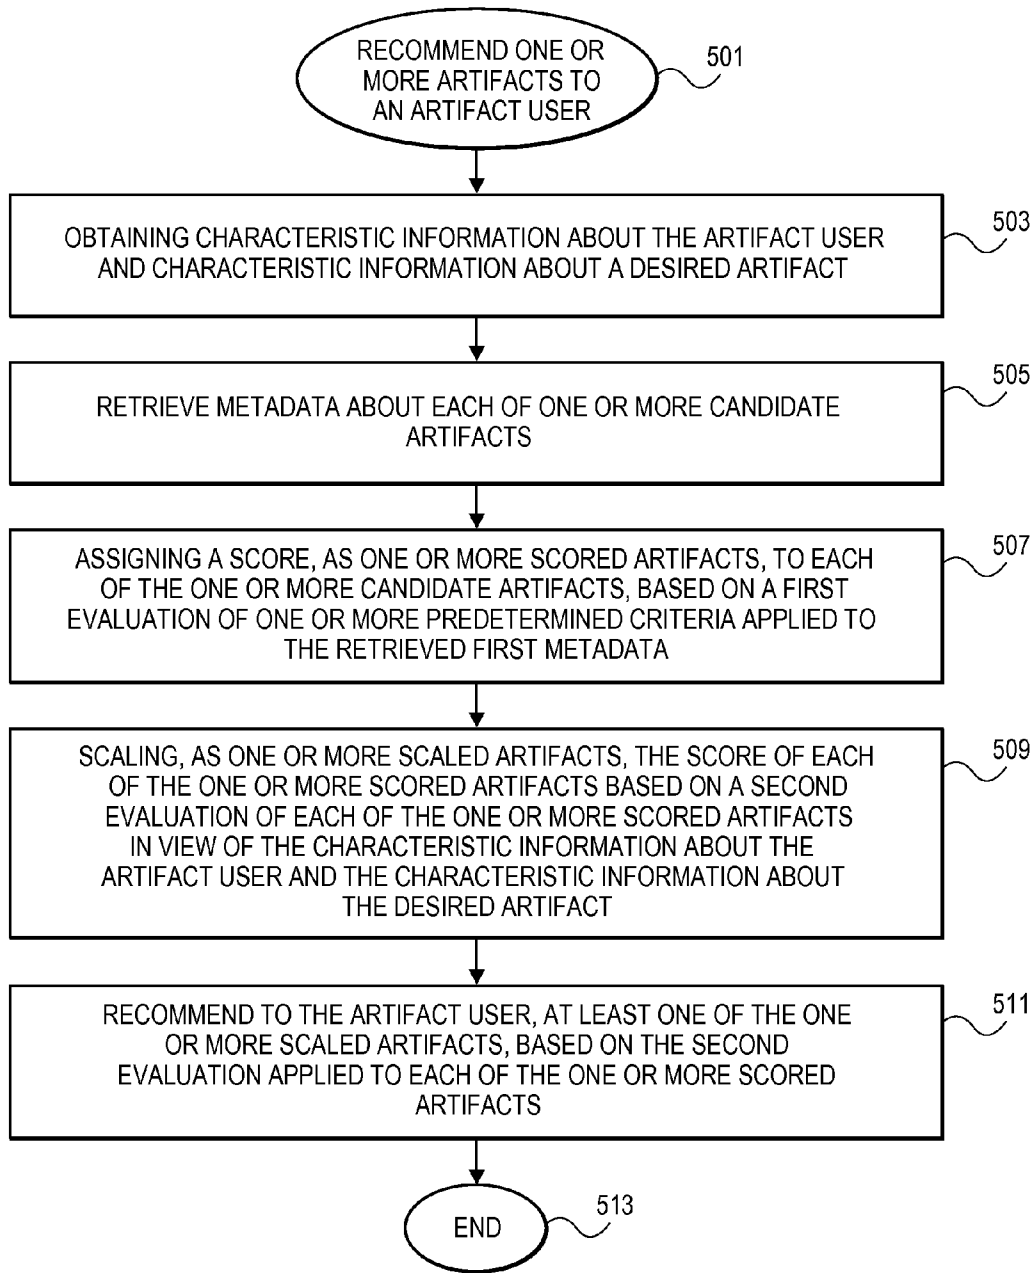 RECOMMEND ONE OR
MORE ARTIFACTS TO
AN ARTIFACT USER
501
OBTAINING CHARACTERISTIC INFORMATION ABOUT THE ARTIFACT USER
AND CHARACTERISTIC INFORMATION ABOUT A DESIRED ARTIFACT
503
RETRIEVE METADATA ABOUT EACH OF ONE OR MORE CANDIDATE
ARTIFACTS
505
ASSIGNING A SCORE, AS ONE OR MORE SCORED ARTIFACTS, TO EACH
OF THE ONE OR MORE CANDIDATE ARTIFACTS, BASED ON A FIRST
EVALUATION OF ONE OR MORE PREDETERMINED CRITERIA APPLIED TO
THE RETRIEVED FIRST METADATA
507
SCALING, AS ONE OR MORE SCALED ARTIFACTS, THE SCORE OF EACH
OF THE ONE OR MORE SCORED ARTIFACTS BASED ON A SECOND
EVALUATION OF EACH OF THE ONE OR MORE SCORED ARTIFACTS
IN VIEW OF THE CHARACTERISTIC INFORMATION ABOUT THE
ARTIFACT USER AND THE CHARACTERISTIC INFORMATION ABOUT
THE DESIRED ARTIFACT
509
RECOMMEND TO THE ARTIFACT USER, AT LEAST ONE OF THE ONE
OR MORE SCALED ARTIFACTS, BASED ON THE SECOND
EVALUATION APPLIED TO EACH OF THE ONE OR MORE SCORED
ARTIFACTS
511
END
513